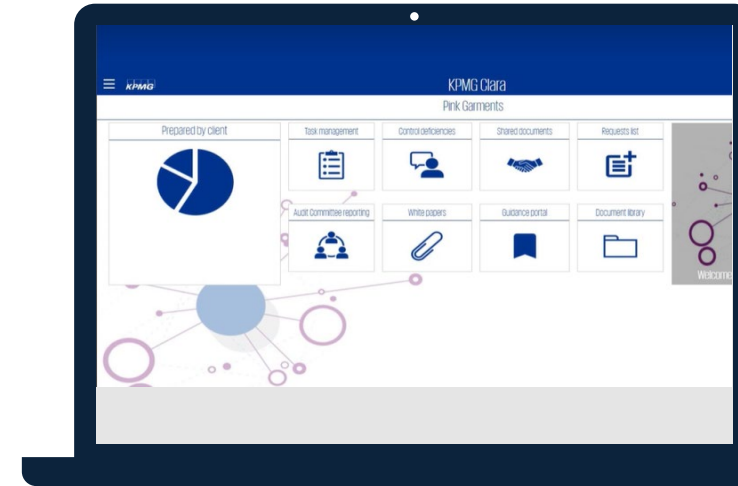 KPMG
KPMG Clara
Pink Garments
Prepared by client
Task management
Control deficiencies
Shared documents
Requests list
Audit Committee reporting
White papers
Guidance portal
Document library
Welcome